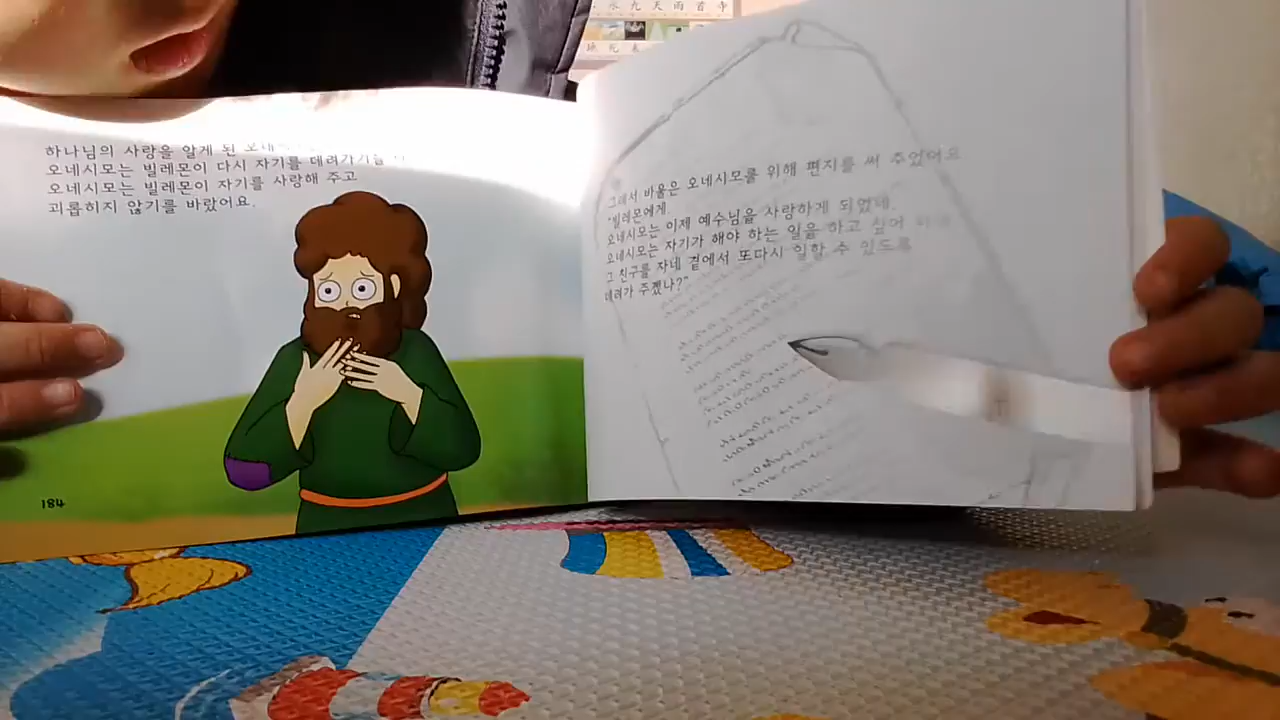 하나님의 사랑을 알게 된
오네시모는 빌레몬이 다시 자기를 데려가기를
오네시모는 빌레몬이 자기를 사랑해 주고
괴롭히지 않기를 바랐어요.
184
그래서 바울은 오네시모를 위해 편지를 써 주었어요.
"빌레몬에게.
오네시모는 이제 예수님을 사랑하게 되었네.
오네시모는 자기가 해야 하는 일을 하고 싶어
그 친구를 자네 곁에서 또다시 일할 수 있도록
데려가 주겠나?"
九 天 雨 首 寺